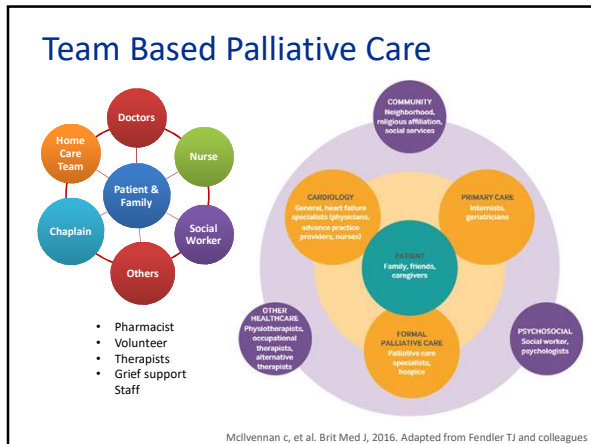 Team Based Palliative Care
Doctors
Nurse
Social
Worker
Others
Chaplain
Home
Care
Team
Patient &
Family
• Pharmacist
• Volunteer
• Therapists
• Grief support
Staff
COMMUNITY
Neighborhood,
religious affiliation,
social services
CARDIOLOGY
General, heart failure
specialists (physicians,
advance practice
providers, nurses)
PRIMARY CARE
Internists,
geriatricians
PATIENT
Family, friends,
caregivers
OTHER
HEALTHCARE
Physiotherapists,
occupational
therapists,
alternative
therapists
FORMAL
PALLIATIVE CARE
Palliative care
specialists,
hospice
PSYCHOSOCIAL
Social worker,
psychologists
McIlvennan c, et al. Brit Med J, 2016. Adapted from Fendler TJ and colleagues